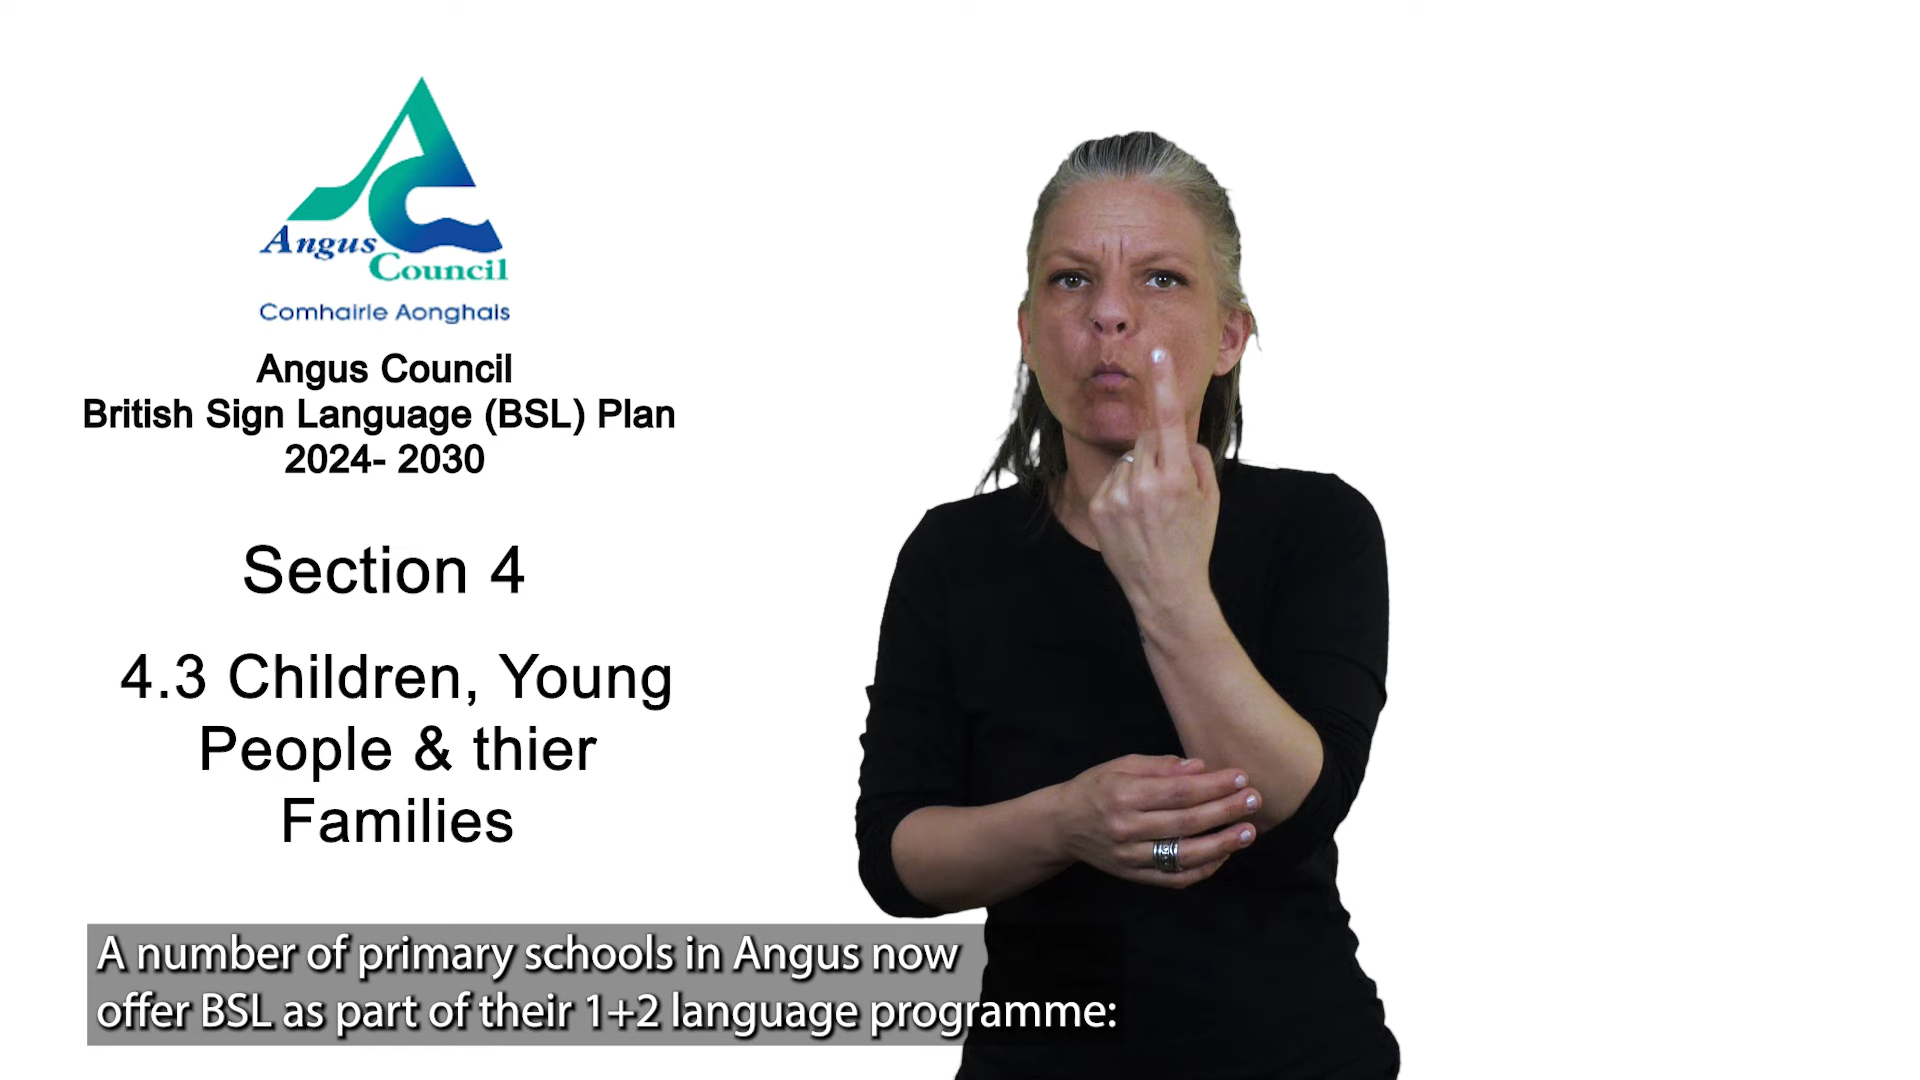 Angus
Council
Comhairle Aonghais
Angus Council
British Sign Language (BSL) Plan
2024- 2030
Section 4
4.3 Children, Young
People & thier
Families
A number of primary schools in Angus now
offer BSL as part of their 1+2 language programme: